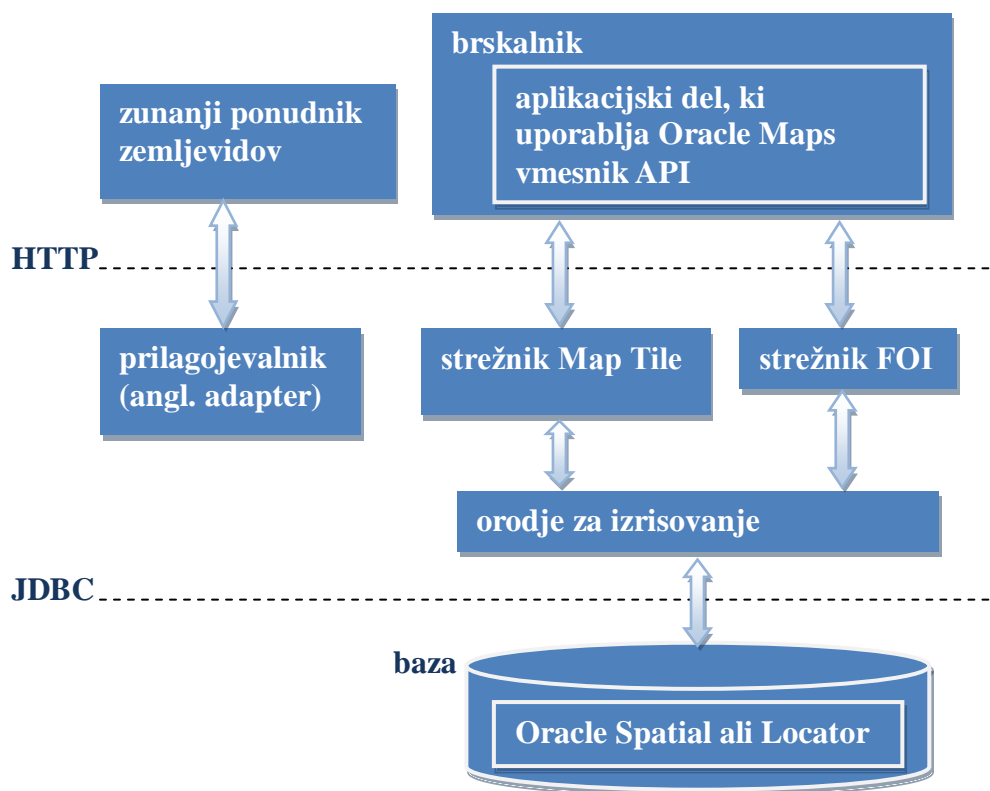 brskalnik
aplikacijski del, ki
uporablja Oracle Maps
vmesnik API
zunanji ponudnik
zemljevidov
HTTP
prilagojevalnik
(angl. adapter)
strežnik Map Tile
strežnik FOI
orodje za izrisovanje
JDBC
baza
Oracle Spatial ali Locator